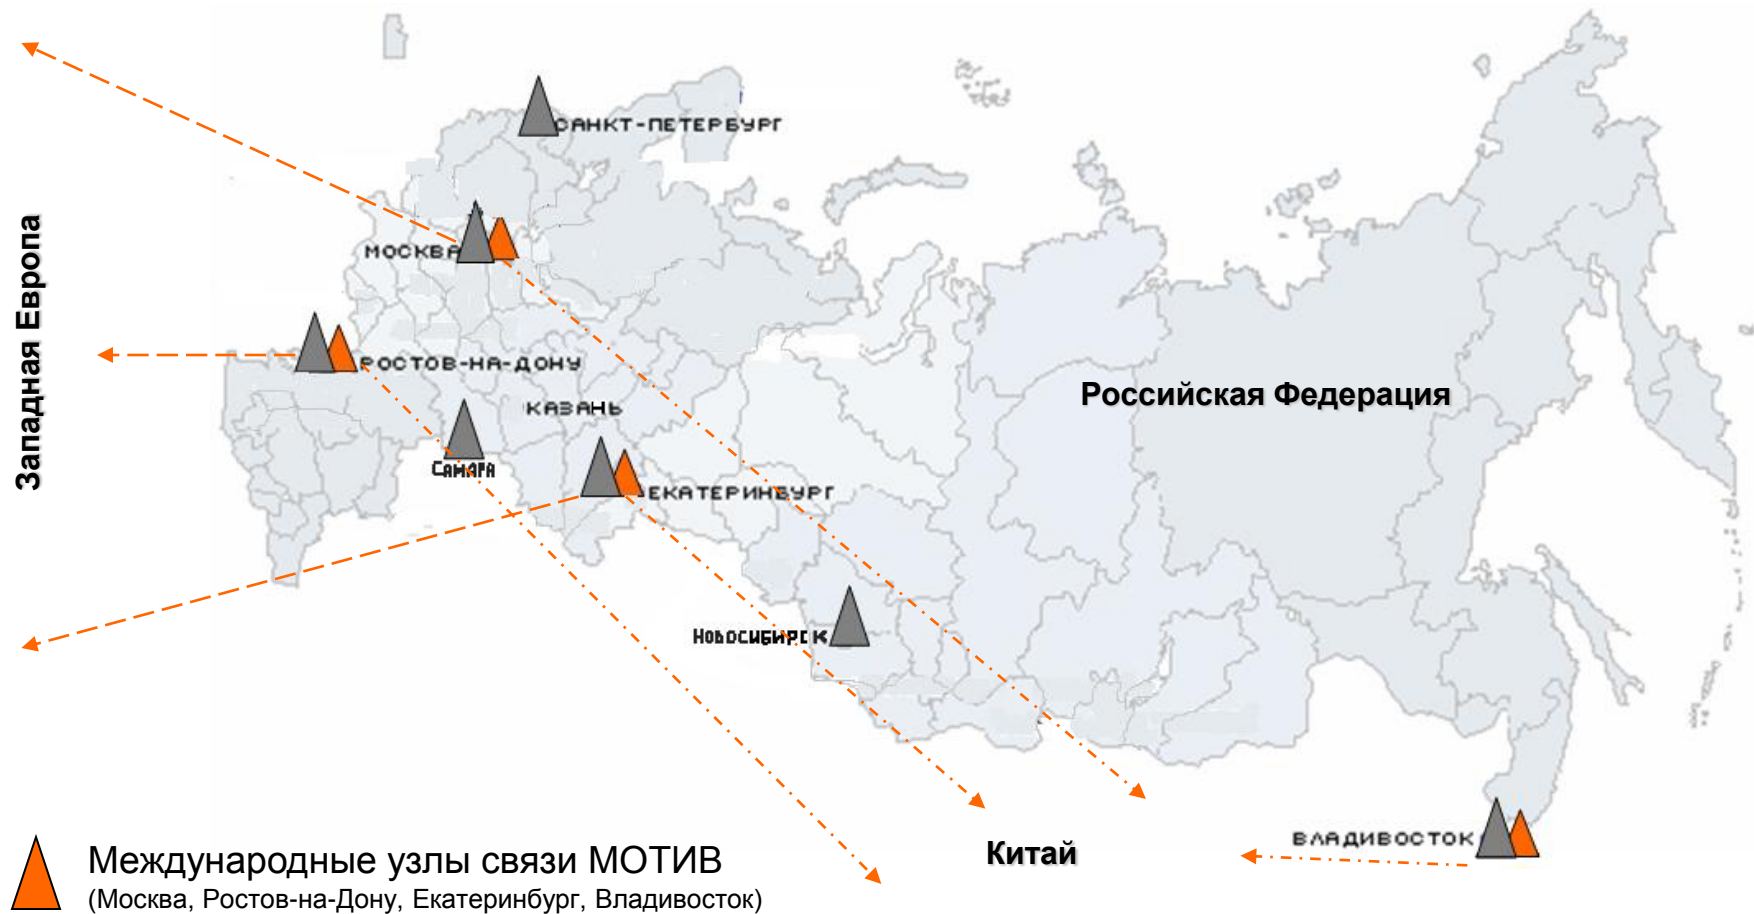 САНКТ-ПЕТЕРБУРГ
МОСКВА
Западная Европа
РОСТОВ-НА-ДОНУ
Российская Федерация
КАЗАНЬ
САМАРА
ЕКАТЕРИНБУРГ
НОВОСИБИРСК
ВЛАДИВОСТОК
Китай
Международные узлы связи МОТИВ
(Москва, Ростов-на-Дону, Екатеринбург, Владивосток)